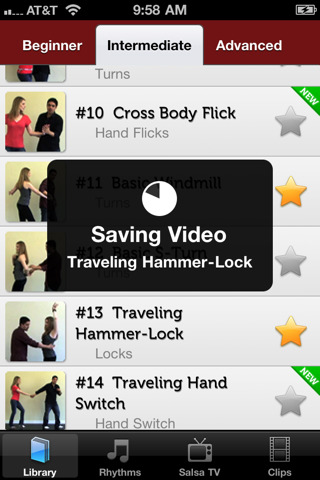 AT&T 9:58 AM
Beginner Intermediate Advanced
Turns
#10 Cross Body Flick
Hand Flicks
NEW
#11 Basic Windmill
Turns
Saving Video
Traveling Hammer-Lock
#12 Basic S-Turn
#13 Traveling
Hammer-Lock
Locks
NEW
#14 Traveling Hand
Switch
Hand Switch
Library Rhythms Salsa TV Clips